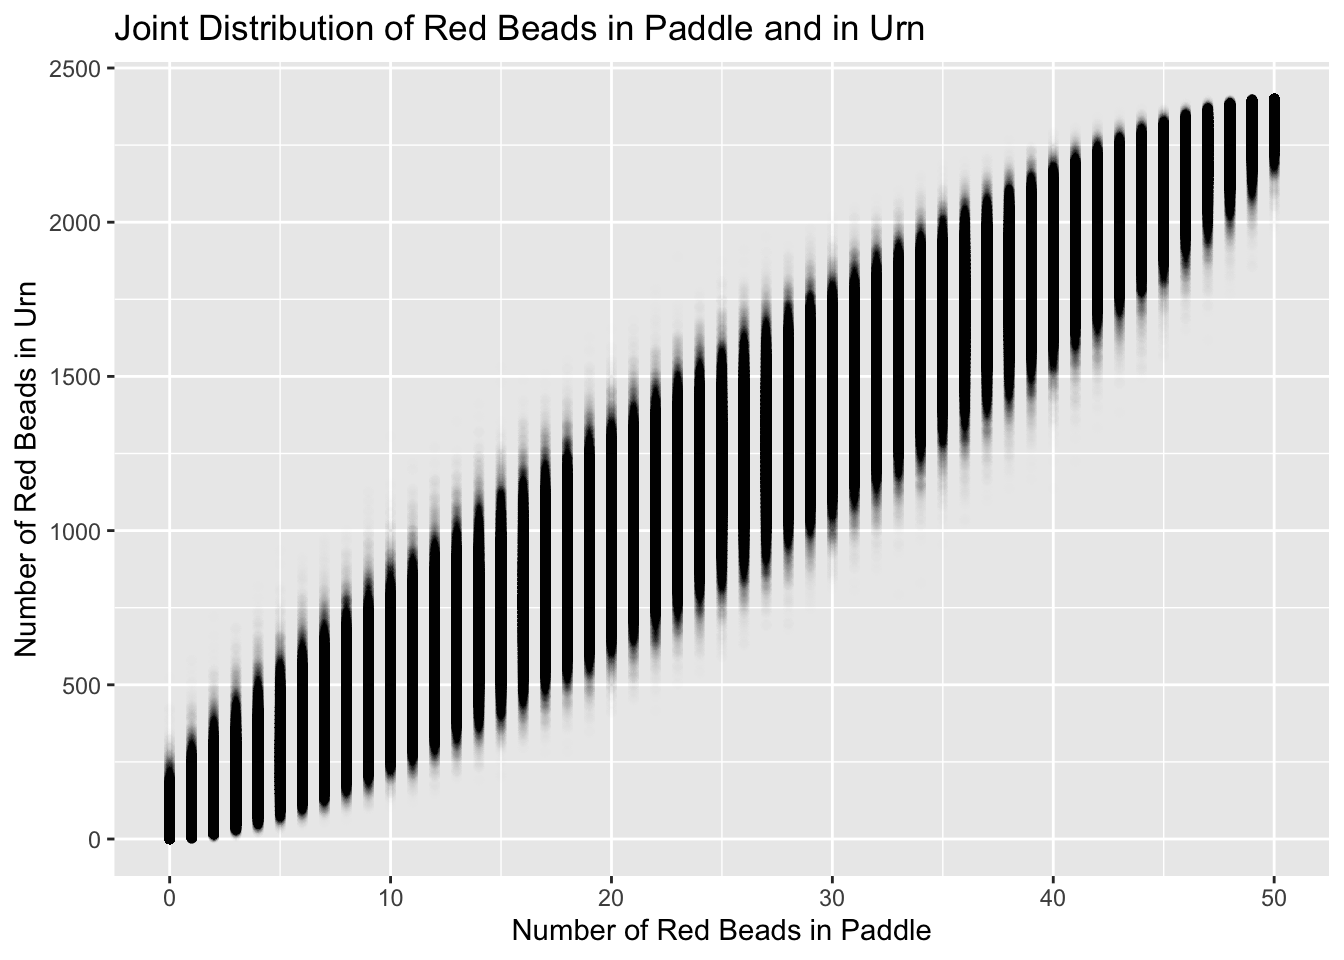 Joint Distribution of Red Beads in Paddle and in Urn
Number of Red Beads in Urn
2500
2000
1500
1000
500
0
0 10 20 30 40 50
Number of Red Beads in Paddle